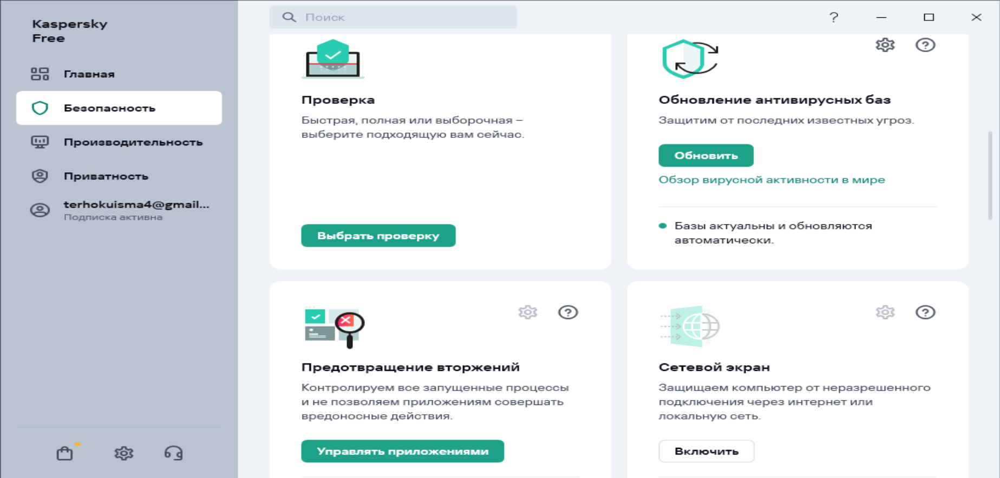 Kaspersky
Free
Главная
Безопасность
Производительность
Приватность
terhokuisma4@gmail...
Подписка активна
Поиск
Проверка
Быстрая, полная или выборочная –
выберите подходящую вам сейчас.
Выбрать проверку
Обновление антивирусных баз
Защитим от последних известных угроз.
Обновить
Обзор вирусной активности в мире
Базы актуальны и обновляются
автоматически.
Предотвращение вторжений
Контролируем все запущенные процессы
и не позволяем приложениям совершать
вредоносные действия.
Управлять приложениями
Сетевой экран
Защищаем компьютер от неразрешенного
подключения через интернет или
локальную сеть.
Включить